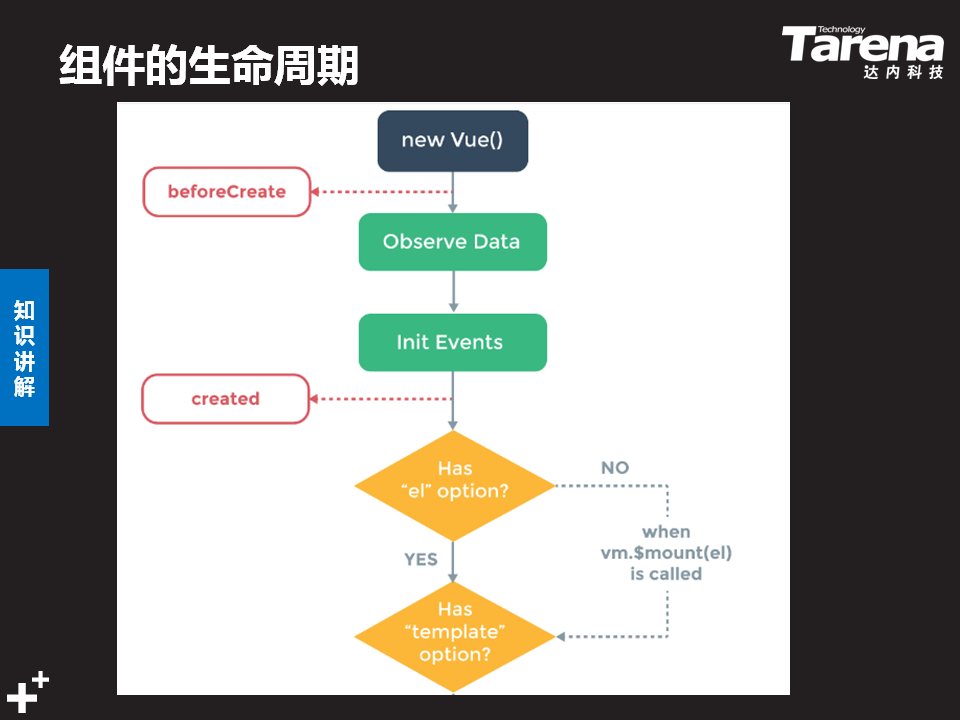 组件的生命周期
Technology
Tarena
达内科技
new Vue()
beforeCreate
Observe Data
知识讲解
Init Events
created
Has
“el” option?
NO
when
vm.$mount(el)
is called
YES
Has
“template”
option?